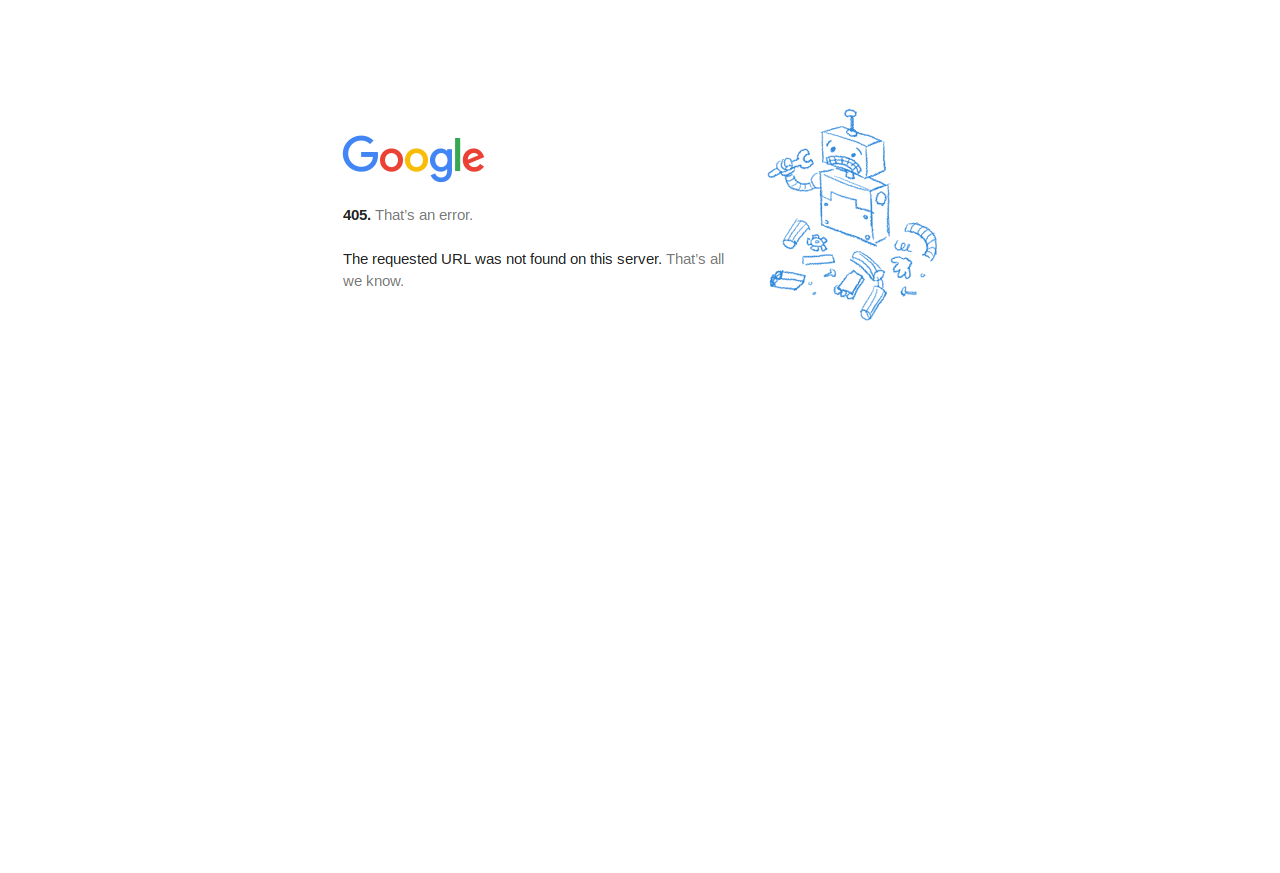 Google
405. That’s an error.
The requested URL was not found on this server. That’s all
we know.